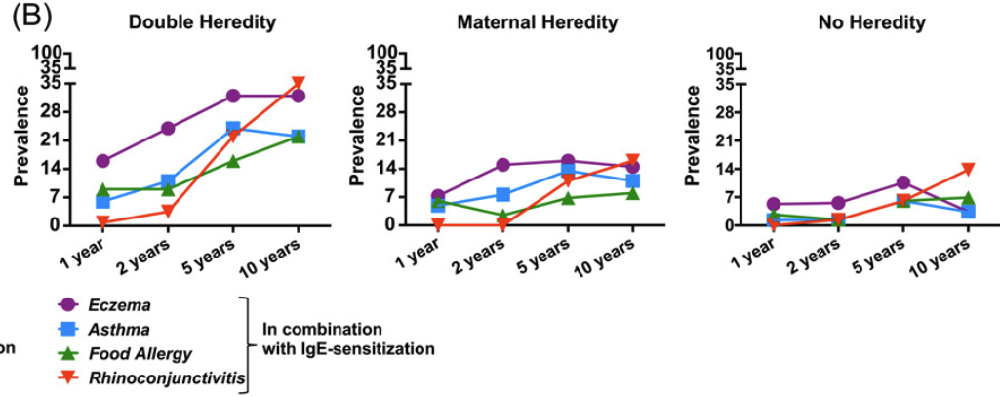 (B)
Double Heredity
Maternal Heredity
No Heredity
Prevalence
100
35
35
28
21
14
7
0
1 year
2 years
5 years
10 years
Prevalence
100
35
35
28
21
14
7
0
1 year
2 years
5 years
10 years
Prevalence
100
35
35
28
21
14
7
0
1 year
2 years
5 years
10 years
on
Eczema
Asthma
Food Allergy
Rhinoconjunctivitis
In combination
with IgE-sensitization